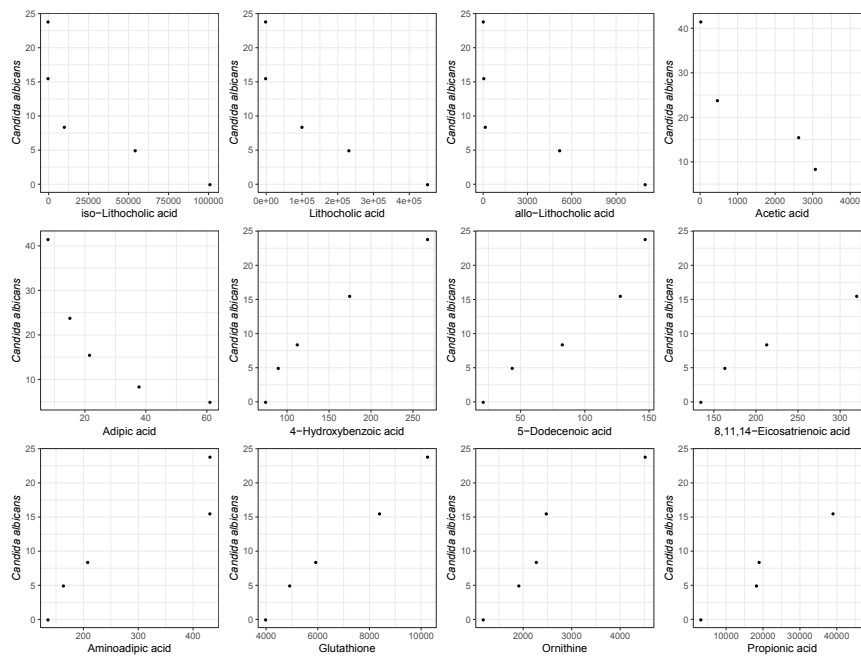 25
20
15
10
5
0
Candida albicans
0 25000 50000 75000 100000
iso−Lithocholic acid
25
20
15
10
5
0
Candida albicans
0e+00 1e+05 2e+05 3e+05 4e+05
Lithocholic acid
25
20
15
10
5
0
Candida albicans
0 3000 6000 9000
allo−Lithocholic acid
40
30
20
10
Candida albicans
0 1000 2000 3000 4000
Acetic acid
40
30
20
10
Candida albicans
20 40 60
Adipic acid
25
20
15
10
5
0
Candida albicans
100 150 200 250
4−Hydroxybenzoic acid
25
20
15
10
5
0
Candida albicans
50 100 150
5−Dodecenoic acid
25
20
15
10
5
0
Candida albicans
150 200 250 300
8,11,14−Eicosatrienoic acid
25
20
15
10
5
0
Candida albicans
200 300 400
Aminoadipic acid
25
20
15
10
5
0
Candida albicans
4000 6000 8000 10000
Glutathione
25
20
15
10
5
0
Candida albicans
2000 3000 4000
Ornithine
25
20
15
10
5
0
Candida albicans
10000 20000 30000 40000
Propionic acid